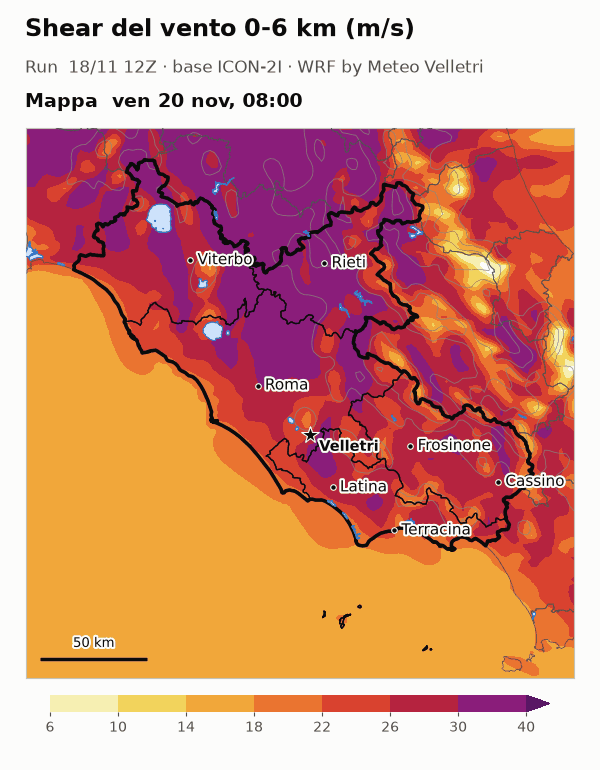 Shear del vento 0-6 km (m/s)
Run  18/11 12Z · base ICON-2I · WRF by Meteo Velletri
Mappa  ven 20 nov, 08:00
Viterbo
Rieti
Roma
Velletri
Frosinone
Latina
Cassino
Terracina
50 km
6 10 14 18 22 26 30 40